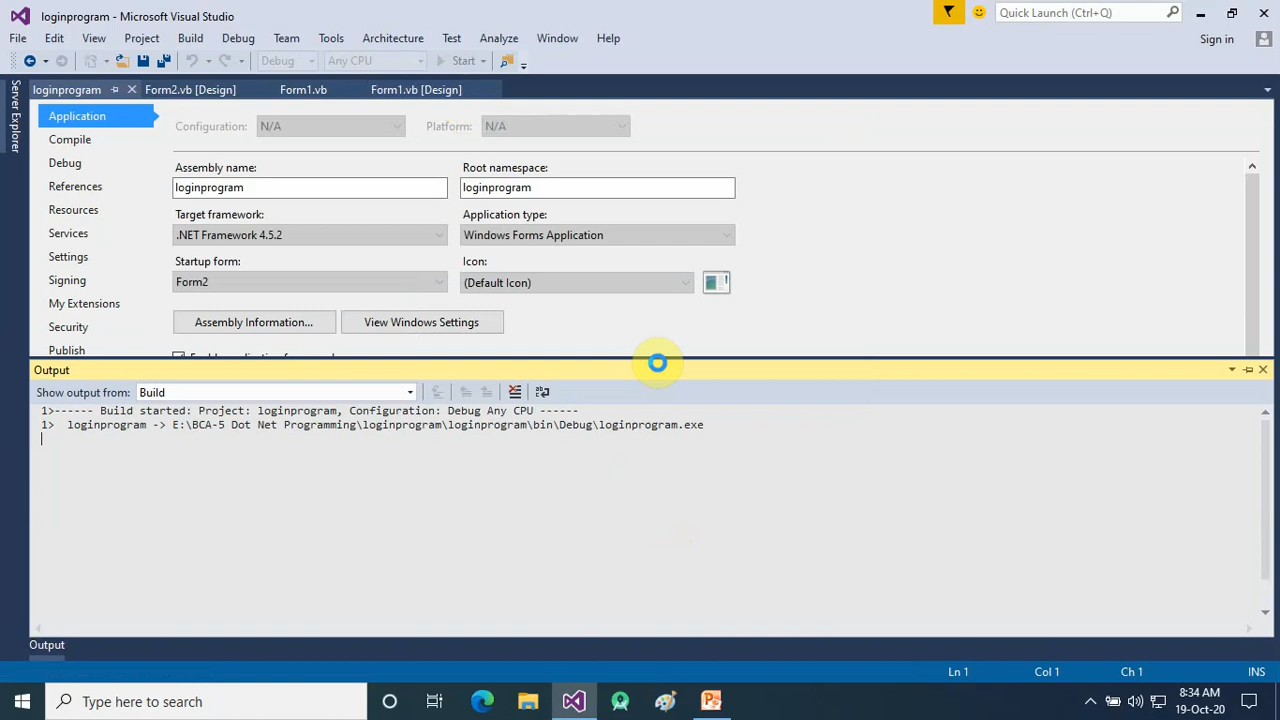 loginprogram - Microsoft Visual Studio
Quick Launch (Ctrl+Q)
File Edit View Project Build Debug Team Tools Architecture Test Analyze Window Help
Sign in
Debug Any CPU Start
Server Explorer
loginprogram Form2.vb [Design] Form1.vb Form1.vb [Design]
Application
Compile
Debug
References
Resources
Services
Settings
Signing
My Extensions
Security
Publish
Configuration: N/A Platform: N/A
Assembly name: Root namespace:
loginprogram loginprogram
Target framework: Application type:
.NET Framework 4.5.2 Windows Forms Application
Startup form: Icon:
Form2 (Default Icon)
Assembly Information... View Windows Settings
Output
Show output from: Build
1>------ Build started: Project: loginprogram, Configuration: Debug Any CPU ------
1>  loginprogram -> E:\BCA-5 Dot Net Programming\loginprogram\loginprogram\bin\Debug\loginprogram.exe
Output
Ln 1 Col 1 Ch 1 INS
Type here to search
8:34 AM
19-Oct-20